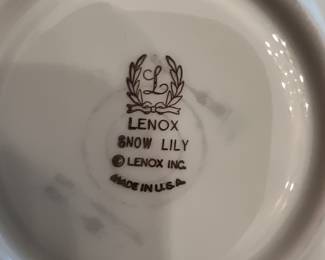 L
LENOX
SNOW LILY
© LENOX INC.
MADE IN U.S.A.